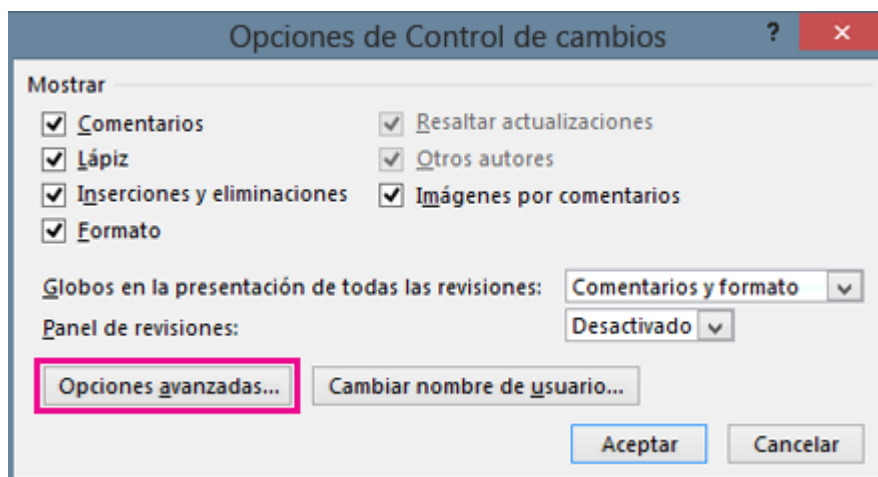 Opciones de Control de cambios ? ×
Mostrar
Comentarios Resaltar actualizaciones
Lápiz Otros autores
Inserciones y eliminaciones Imágenes por comentarios
Formato
Globos en la presentación de todas las revisiones: Comentarios y formato
Panel de revisiones: Desactivado
Opciones avanzadas... Cambiar nombre de usuario...
Aceptar Cancelar